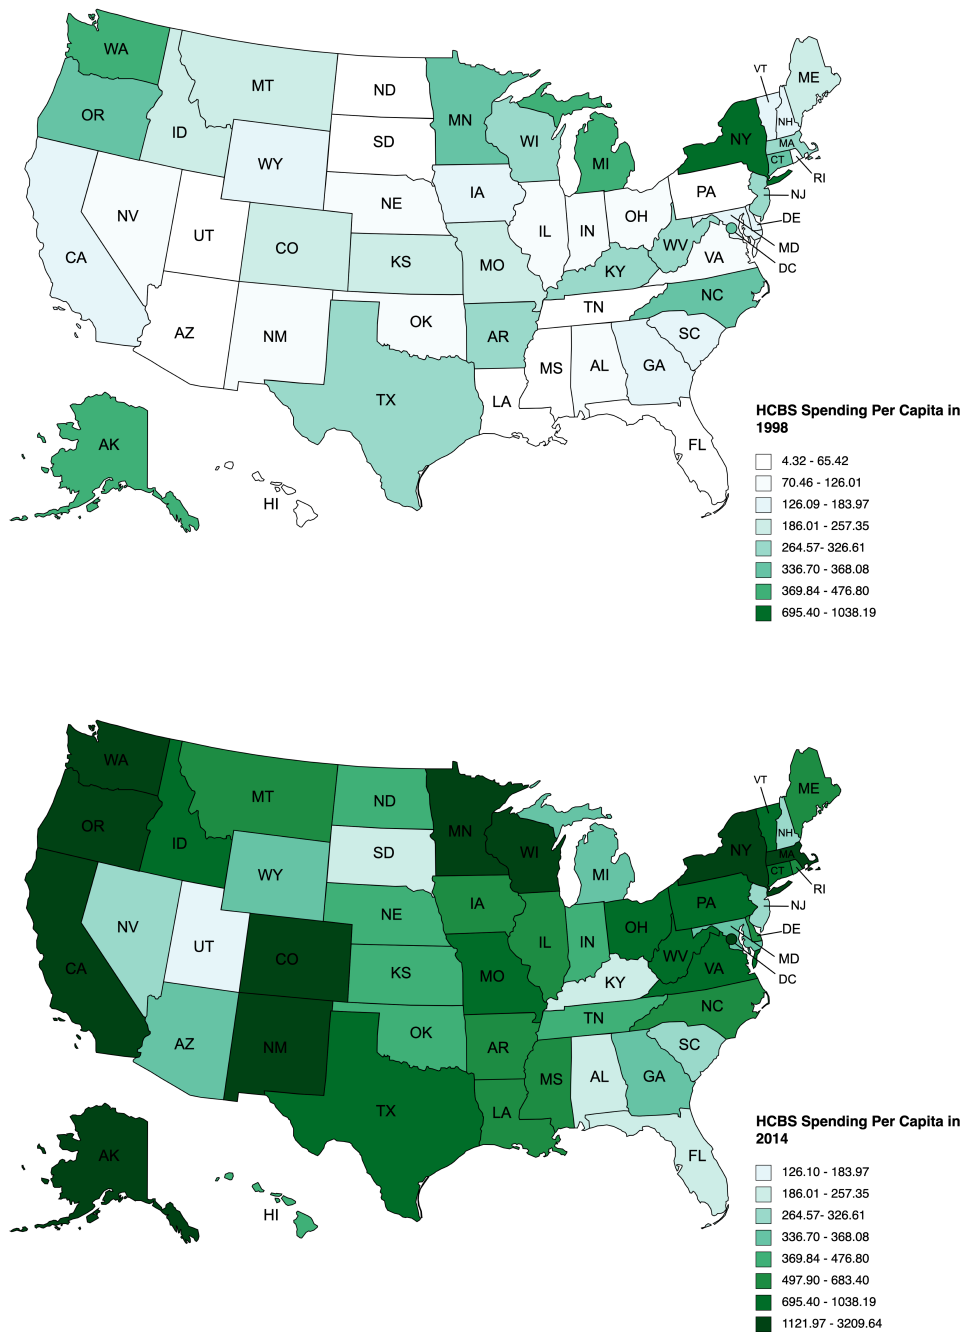 WA
ME
VT
MT
ND
OR
MN
NH
ID
WI
NY
MA
SD
MI
CT
WY
RI
PA
IA
NJ
NE
NV
OH
DE
IL
IN
UT
WV
CO
MD
CA
VA
KS
MO
DC
KY
NC
TN
OK
AZ
NM
AR
SC
MS
AL
GA
TX
LA
AK
FL
HI
HCBS Spending Per Capita in
1998
4.32 - 65.42
70.46 - 126.01
126.09 - 183.97
186.01 - 257.35
264.57- 326.61
336.70 - 368.08
369.84 - 476.80
695.40 - 1038.19
WA
ME
VT
MT
ND
OR
MN
NH
ID
WI
NY
MA
SD
MI
CT
WY
RI
PA
IA
NJ
NE
NV
OH
DE
IL
IN
UT
WV
CO
MD
CA
VA
KS
MO
DC
KY
NC
TN
OK
AZ
NM
AR
SC
MS
AL
GA
TX
LA
AK
FL
HI
HCBS Spending Per Capita in
2014
126.10 - 183.97
186.01 - 257.35
264.57- 326.61
336.70 - 368.08
369.84 - 476.80
497.90 - 683.40
695.40 - 1038.19
1121.97 - 3209.64